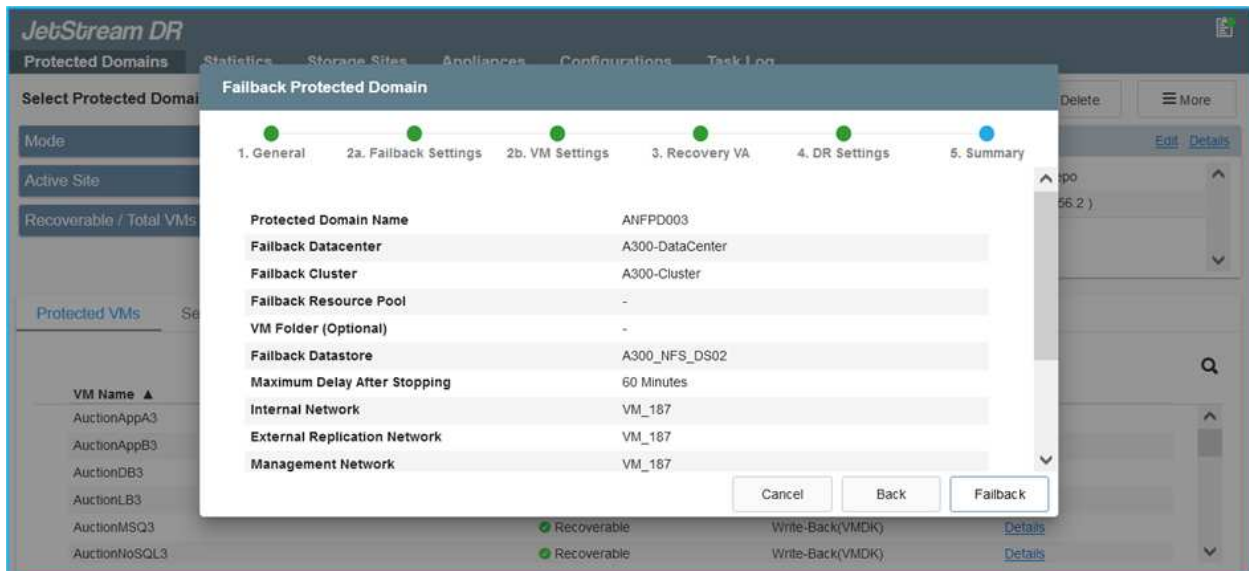 JetStream DR
Protected Domains Statistics Storage Sites Appliances Configurations Task Log
Select Protected Domai
Delete
More
Failback Protected Domain
Mode
Edit Details
1. General 2a. Failback Settings 2b. VM Settings 3. Recovery VA 4. DR Settings 5. Summary
Active Site
epo
Recoverable / Total VMs
56.2 )
Protected Domain Name ANFPD003
Failback Datacenter A300-DataCenter
Failback Cluster A300-Cluster
Failback Resource Pool -
Protected VMs Se
VM Folder (Optional) -
Failback Datastore A300_NFS_DS02
Maximum Delay After Stopping 60 Minutes
VM Name ▲
Internal Network VM_187
AuctionAppA3
External Replication Network VM_187
AuctionAppB3
Management Network VM_187
AuctionDB3
Cancel Back Failback
AuctionLB3
AuctionMSQ3 Recoverable Write-Back(VMDK) Details
AuctionNoSQL3 Recoverable Write-Back(VMDK) Details